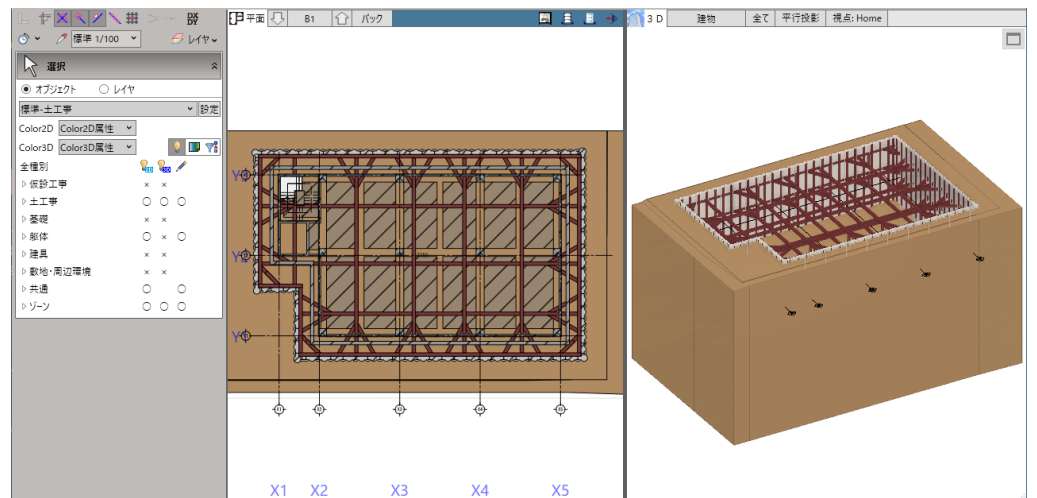 標準 1/100
レイヤ
選択
オブジェクト
レイヤ
標準-土工事
設定
Color2D Color2D属性
Color3D Color3D属性
全種別 2D 3D
仮設工事 × ×
土工事 ○ ○ ○
基礎 × ×
躯体 ○ × ○
建具 × ×
敷地・周辺環境 × ×
共通 ○ ○
ゾーン ○ ○ ○
平面 B1 バック
X1 X2 X3 X4 X5
3 D 建物 全て 平行投影 視点: Home